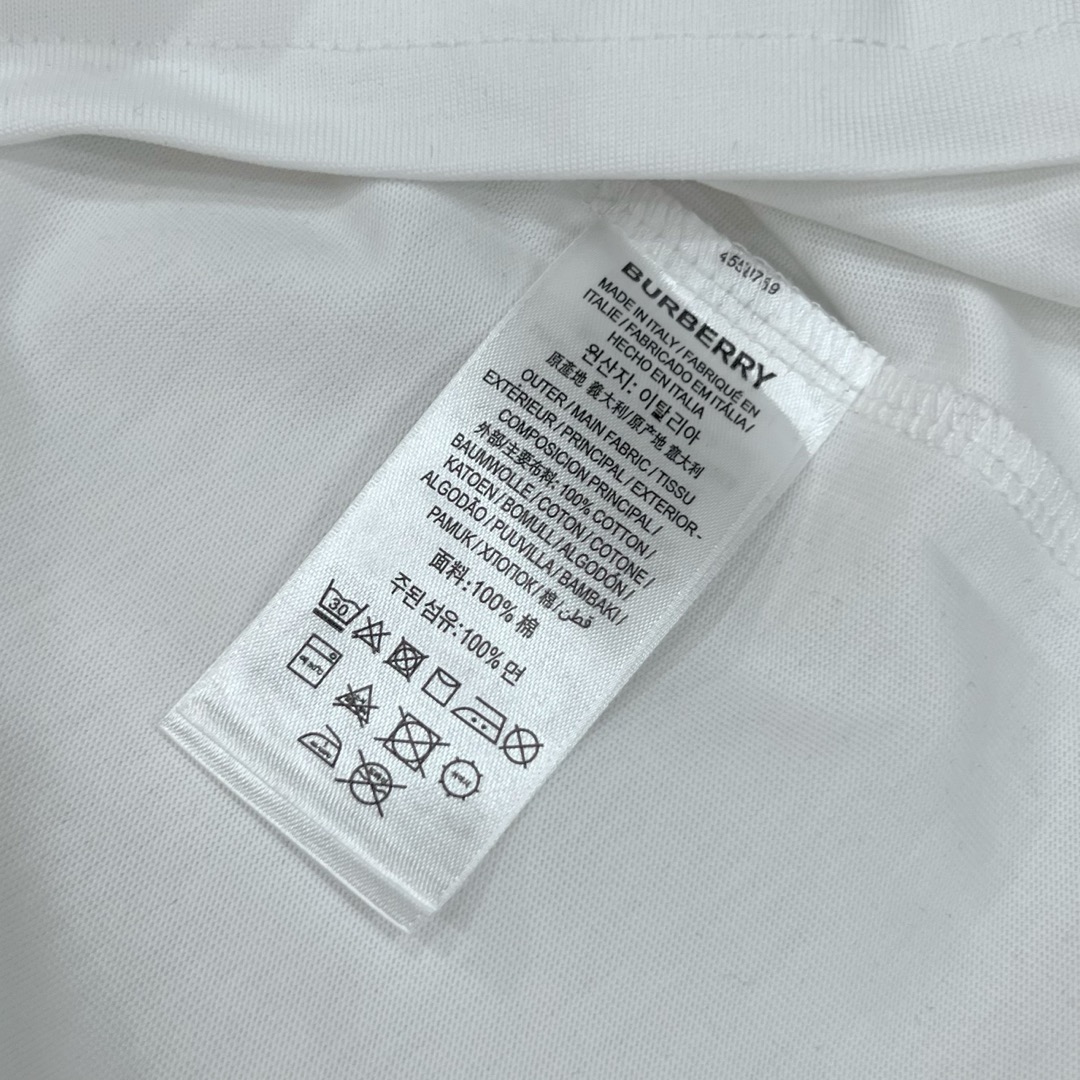 BURBERRY
MADE IN ITALY / FABRIQUÉ EN
ITALIE / FABRICADO EM ITÁLIA /
HECHO EN ITALIA
원산지: 이탈리아
原產地 義大利/原产地 意大利
OUTER / MAIN FABRIC / TISSU
EXTÉRIEUR / PRINCIPAL / EXTERIOR -
COMPOSICION PRINCIPAL /
外部/主要布料: 100% COTTON /
BAUMWOLLE / COTON / COTONE /
KATOEN / BOMULL / ALGODÓN /
ALGODÃO / PUUVILLA / BAMBAKI /
PAMUK / ХЛОПОК / 棉 / قطن
面料: 100% 棉
주된 섬유: 100% 면
30